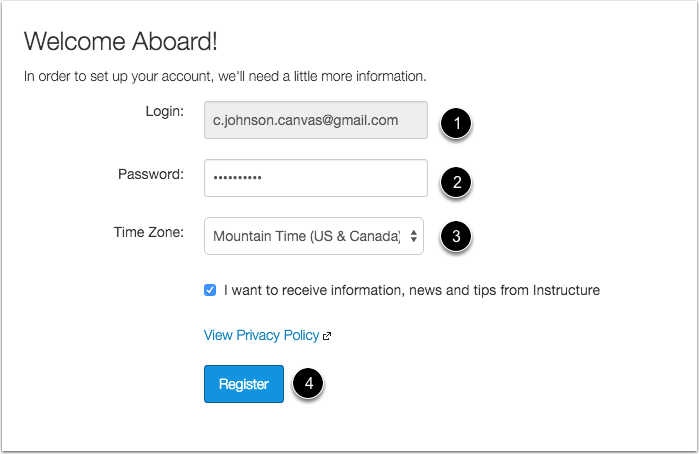 Welcome Aboard!
In order to set up your account, we'll need a little more information.
Login: c.johnson.canvas@gmail.com 1
Password: •••••••••• 2
Time Zone: Mountain Time (US & Canada) 3
I want to receive information, news and tips from Instructure
View Privacy Policy
Register 4